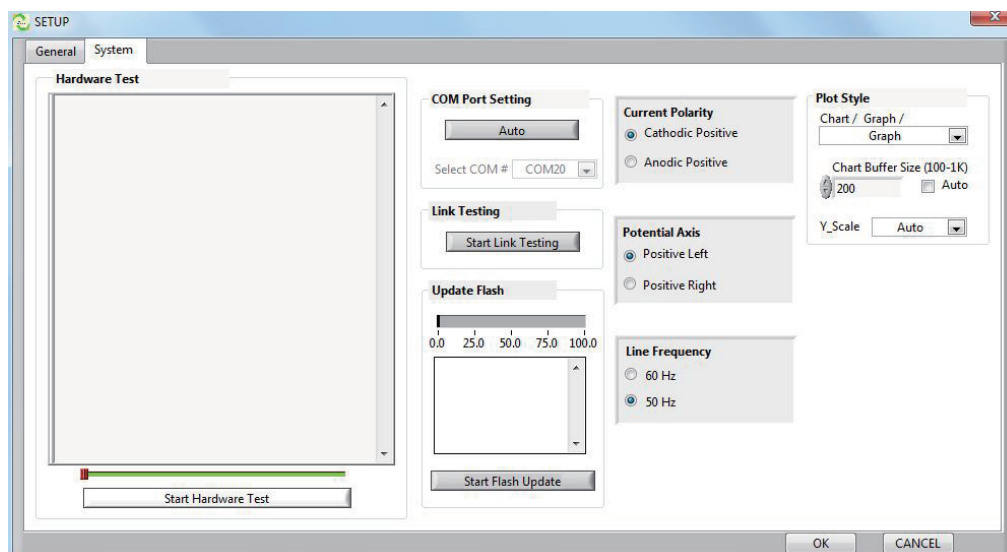 SETUP
General System
Hardware Test
Start Hardware Test
COM Port Setting
Auto
Select COM # COM20
Link Testing
Start Link Testing
Update Flash
0.0 25.0 50.0 75.0 100.0
Start Flash Update
Current Polarity
Cathodic Positive
Anodic Positive
Potential Axis
Positive Left
Positive Right
Line Frequency
60 Hz
50 Hz
Plot Style
Chart / Graph /
Graph
Chart Buffer Size (100-1K)
200 Auto
Y_Scale Auto
OK CANCEL